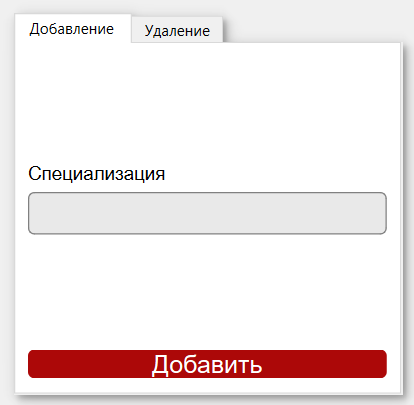 Добавление
Удаление
Специализация
Добавить